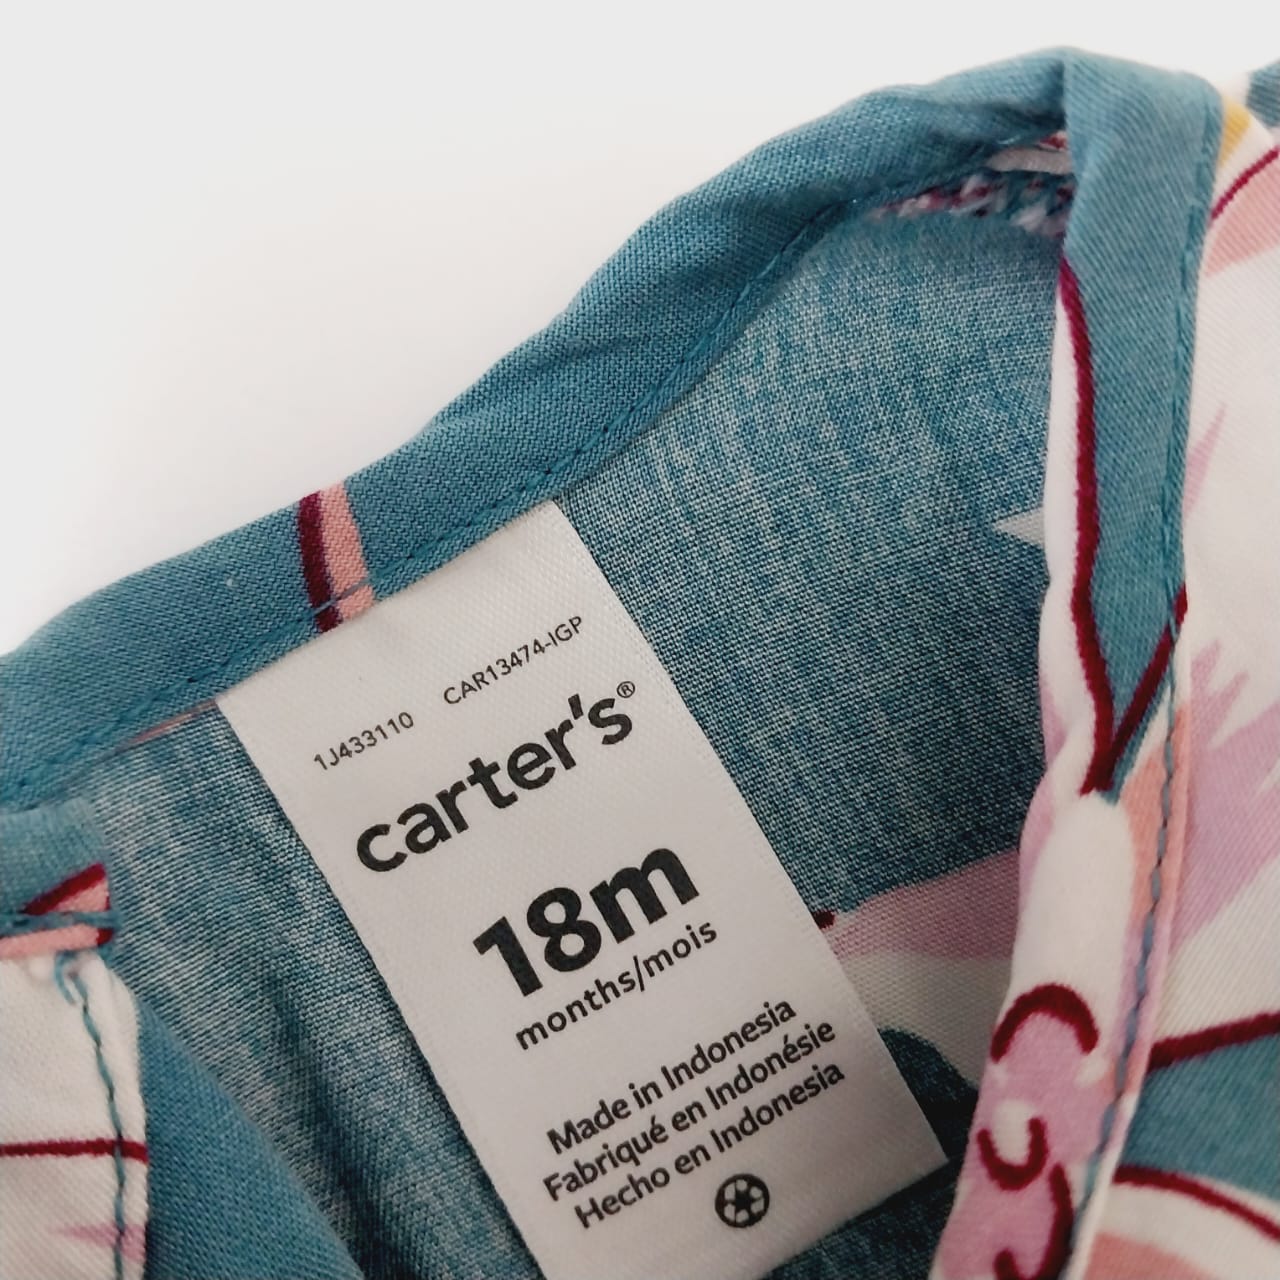 1J433110 CAR13474-IGP
carter's®
18m
months/mois
Made in Indonesia
Fabriqué en Indonésie
Hecho en Indonesia